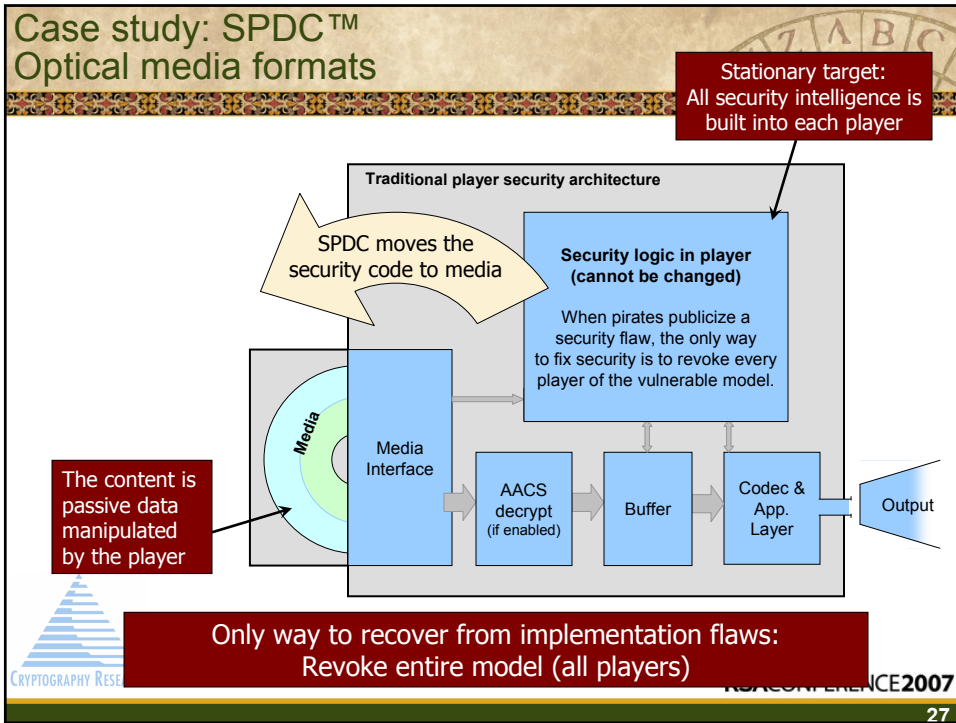 Case study: SPDC™
Optical media formats
Z A B C
Stationary target:
All security intelligence is
built into each player
Traditional player security architecture
SPDC moves the
security code to media
Security logic in player
(cannot be changed)
When pirates publicize a
security flaw, the only way
to fix security is to revoke every
player of the vulnerable model.
Media
Media
Interface
The content is
passive data
manipulated
by the player
AACS
decrypt
(if enabled)
Buffer
Codec &
App.
Layer
Output
Only way to recover from implementation flaws:
Revoke entire model (all players)
CRYPTOGRAPHY
2007
27